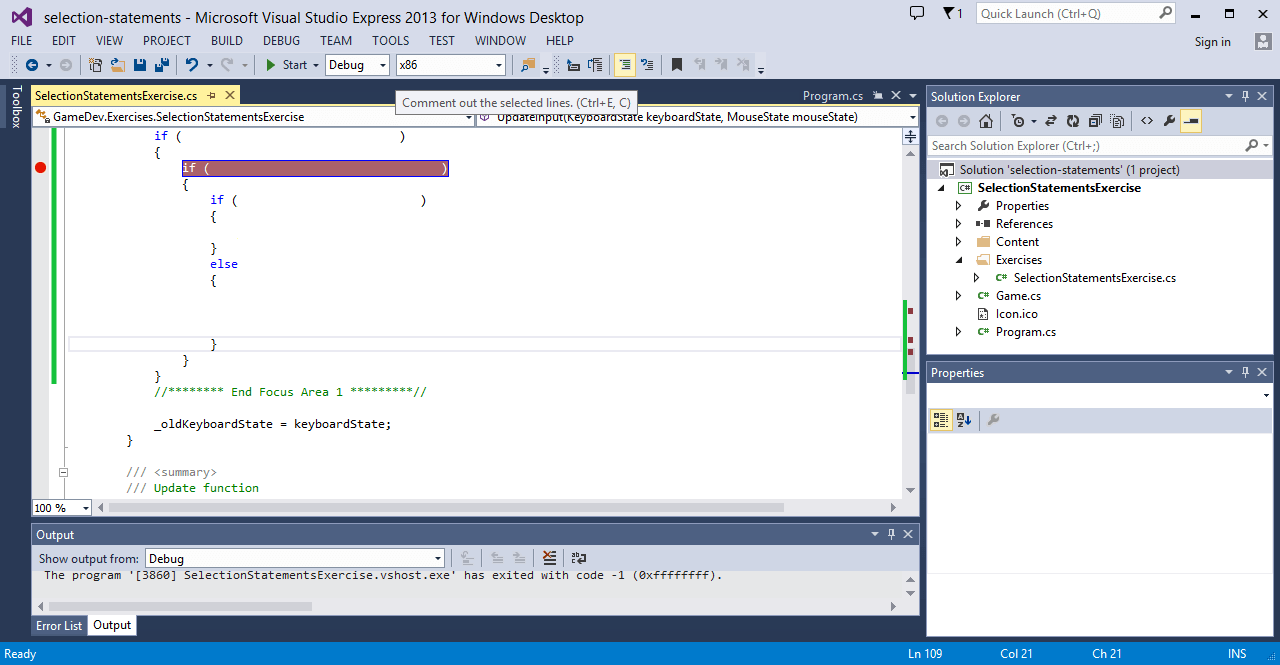 selection-statements - Microsoft Visual Studio Express 2013 for Windows Desktop
1
Quick Launch (Ctrl+Q)
FILE EDIT VIEW PROJECT BUILD DEBUG TEAM TOOLS TEST WINDOW HELP
Sign in
Start Debug x86
Toolbox
SelectionStatementsExercise.cs
Program.cs
Comment out the selected lines. (Ctrl+E, C)
GameDev.Exercises.SelectionStatementsExercise
UpdateInput(KeyboardState keyboardState, MouseState mouseState)
if ( )
{
if ( )
{
if ( )
{
}
else
{
}
}
}
//******** End Focus Area 1 *********//
_oldKeyboardState = keyboardState;
}
/// <summary>
/// Update function
100 %
Output
Show output from: Debug
The program '[3860] SelectionStatementsExercise.vshost.exe' has exited with code -1 (0xffffffff).
Error List Output
Solution Explorer
Search Solution Explorer (Ctrl+;)
Solution 'selection-statements' (1 project)
C# SelectionStatementsExercise
Properties
References
Content
Exercises
C# SelectionStatementsExercise.cs
C# Game.cs
Icon.ico
C# Program.cs
Properties
Ready
Ln 109 Col 21 Ch 21 INS